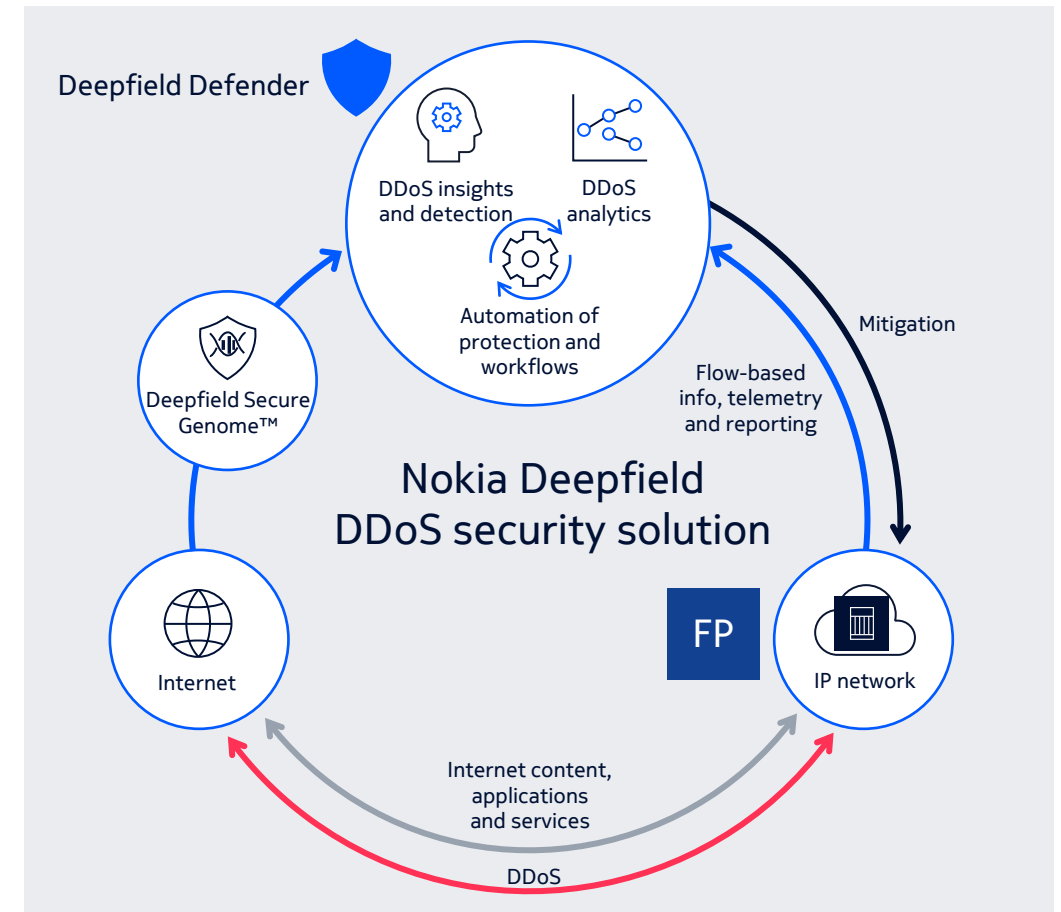 Deepfield Defender
DDoS insights
and detection
DDoS
analytics
Automation of
protection and
workflows
Mitigation
Flow-based
info, telemetry
and reporting
Deepfield Secure
Genome™
Nokia Deepfield
DDoS security solution
FP
Internet
IP network
Internet content,
applications
and services
DDoS